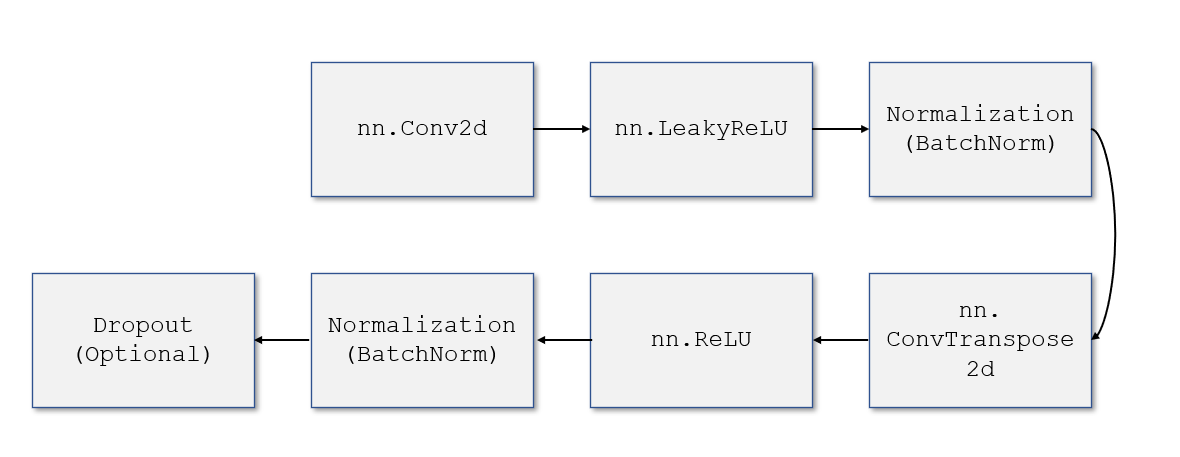 nn.Conv2d
nn.LeakyReLU
Normalization
(BatchNorm)
nn.
ConvTranspose
2d
nn.ReLU
Normalization
(BatchNorm)
Dropout
(Optional)